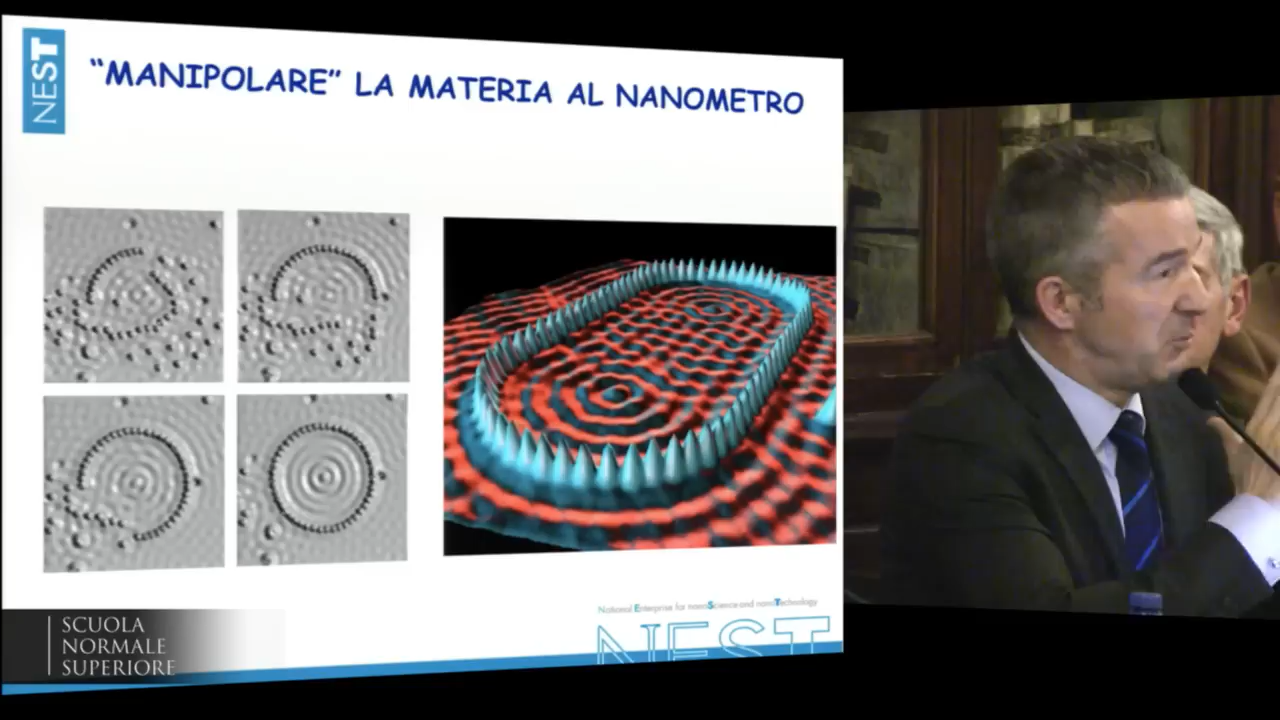 NEST
“MANIPOLARE” LA MATERIA AL NANOMETRO
National Enterprise for nanoScience and nanoTechnology
NEST
SCUOLA
NORMALE
SUPERIORE